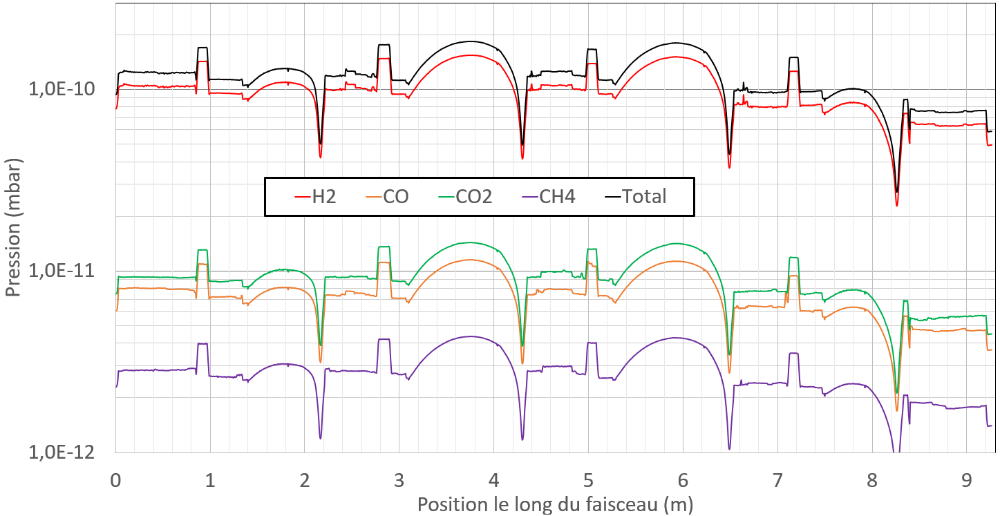 Pression (mbar)
1,0E-10
1,0E-11
1,0E-12
H2 CO CO2 CH4 Total
0 1 2 3 4 5 6 7 8 9
Position le long du faisceau (m)